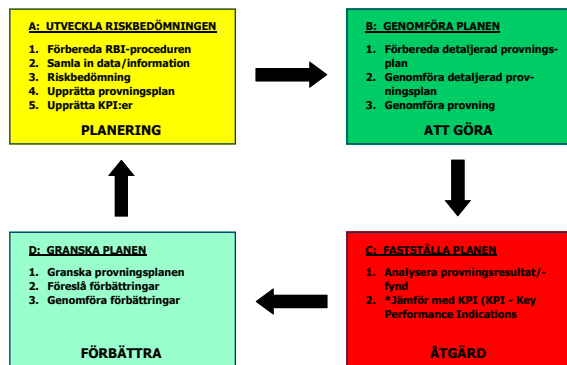 A: UTVECKLA RISKBEDÖMNINGEN
1. Förbereda RBI-proceduren
2. Samla in data/information
3. Riskbedömning
4. Upprätta provningsplan
5. Upprätta KPI:er
PLANERING
B: GENOMFÖRA PLANEN
1. Förbereda detaljerad provnings-
plan
2. Genomföra detaljerad prov-
ningsplan
3. Genomföra provning
ATT GÖRA
D: GRANSKA PLANEN
1. Granska provningsplanen
2. Föreslå förbättringar
3. Genomföra förbättringar
FÖRBÄTTRA
C: FASTSTÄLLA PLANEN
1. Analysera provningsresultat/-
fynd
2. *Jämför med KPI (KPI - Key
Performance Indications
ÅTGÄRD